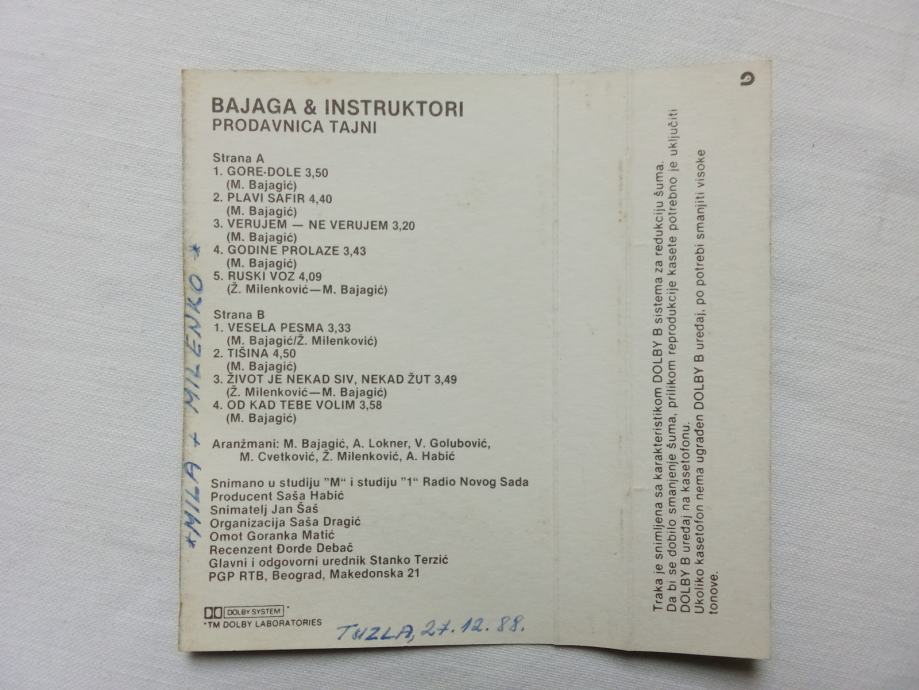 BAJAGA & INSTRUKTORI
PRODAVNICA TAJNI
Strana A
1. GORE-DOLE 3,50
(M. Bajagić)
2. PLAVI SAFIR 4,40
(M. Bajagić)
3. VERUJEM — NE VERUJEM 3,20
(M. Bajagić)
4. GODINE PROLAZE 3,43
(M. Bajagić)
5. RUSKI VOZ 4,09
(Ž. Milenković—M. Bajagić)
Strana B
1. VESELA PESMA 3,33
(M. Bajagić/Ž. Milenković)
2. TIŠINA 4,50
(M. Bajagić)
3. ŽIVOT JE NEKAD SIV, NEKAD ŽUT 3,49
(Ž. Milenković—M. Bajagić)
4. OD KAD TEBE VOLIM 3,58
(M. Bajagić)
Aranžmani: M. Bajagić, A. Lokner, V. Golubović,
M. Cvetković, Ž. Milenković, A. Habić
Snimano u studiju "M“ i studiju "1“ Radio Novog Sada
Producent Saša Habić
Snimatelj Jan Šaš
Organizacija Saša Dragić
Omot Goranka Matić
Recenzent Đorđe Debač
Glavni i odgovorni urednik Stanko Terzić
PGP RTB, Beograd, Makedonska 21
DOLBY SYSTEM *
*TM DOLBY LABORATORIES
TUZLA, 27.12.88.
*MILA + MILENKO *
Traka je snimljena sa karakteristikom DOLBY B sistema za redukciju šuma.
Da bi se dobilo smanjenje šuma, prilikom reprodukcije kasete potrebno je uključiti
DOLBY B uređaj na kasetofonu.
Ukoliko kasetofon nema ugrađen DOLBY B uređaj, po potrebi smanjiti visoke
tonove.